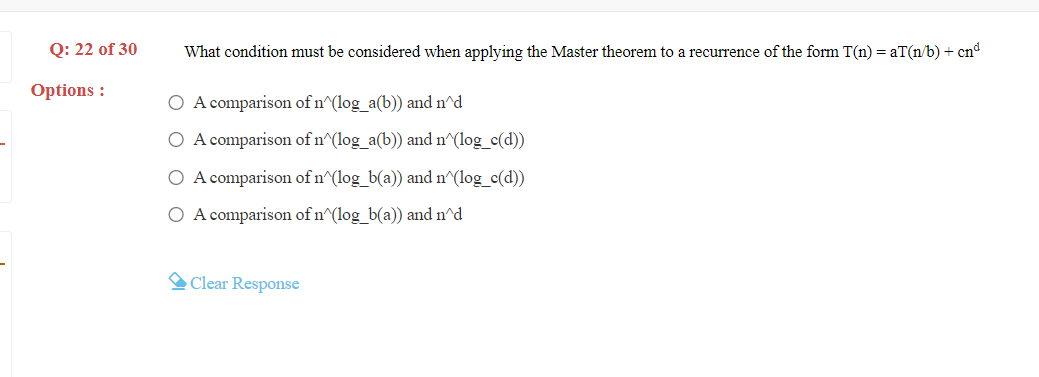 Q: 22 of 30
What condition must be considered when applying the Master theorem to a recurrence of the form T(n) = aT(n/b) + cnᵈ
Options :
A comparison of n^(log_a(b)) and n^d
A comparison of n^(log_a(b)) and n^(log_c(d))
A comparison of n^(log_b(a)) and n^(log_c(d))
A comparison of n^(log_b(a)) and n^d
Clear Response